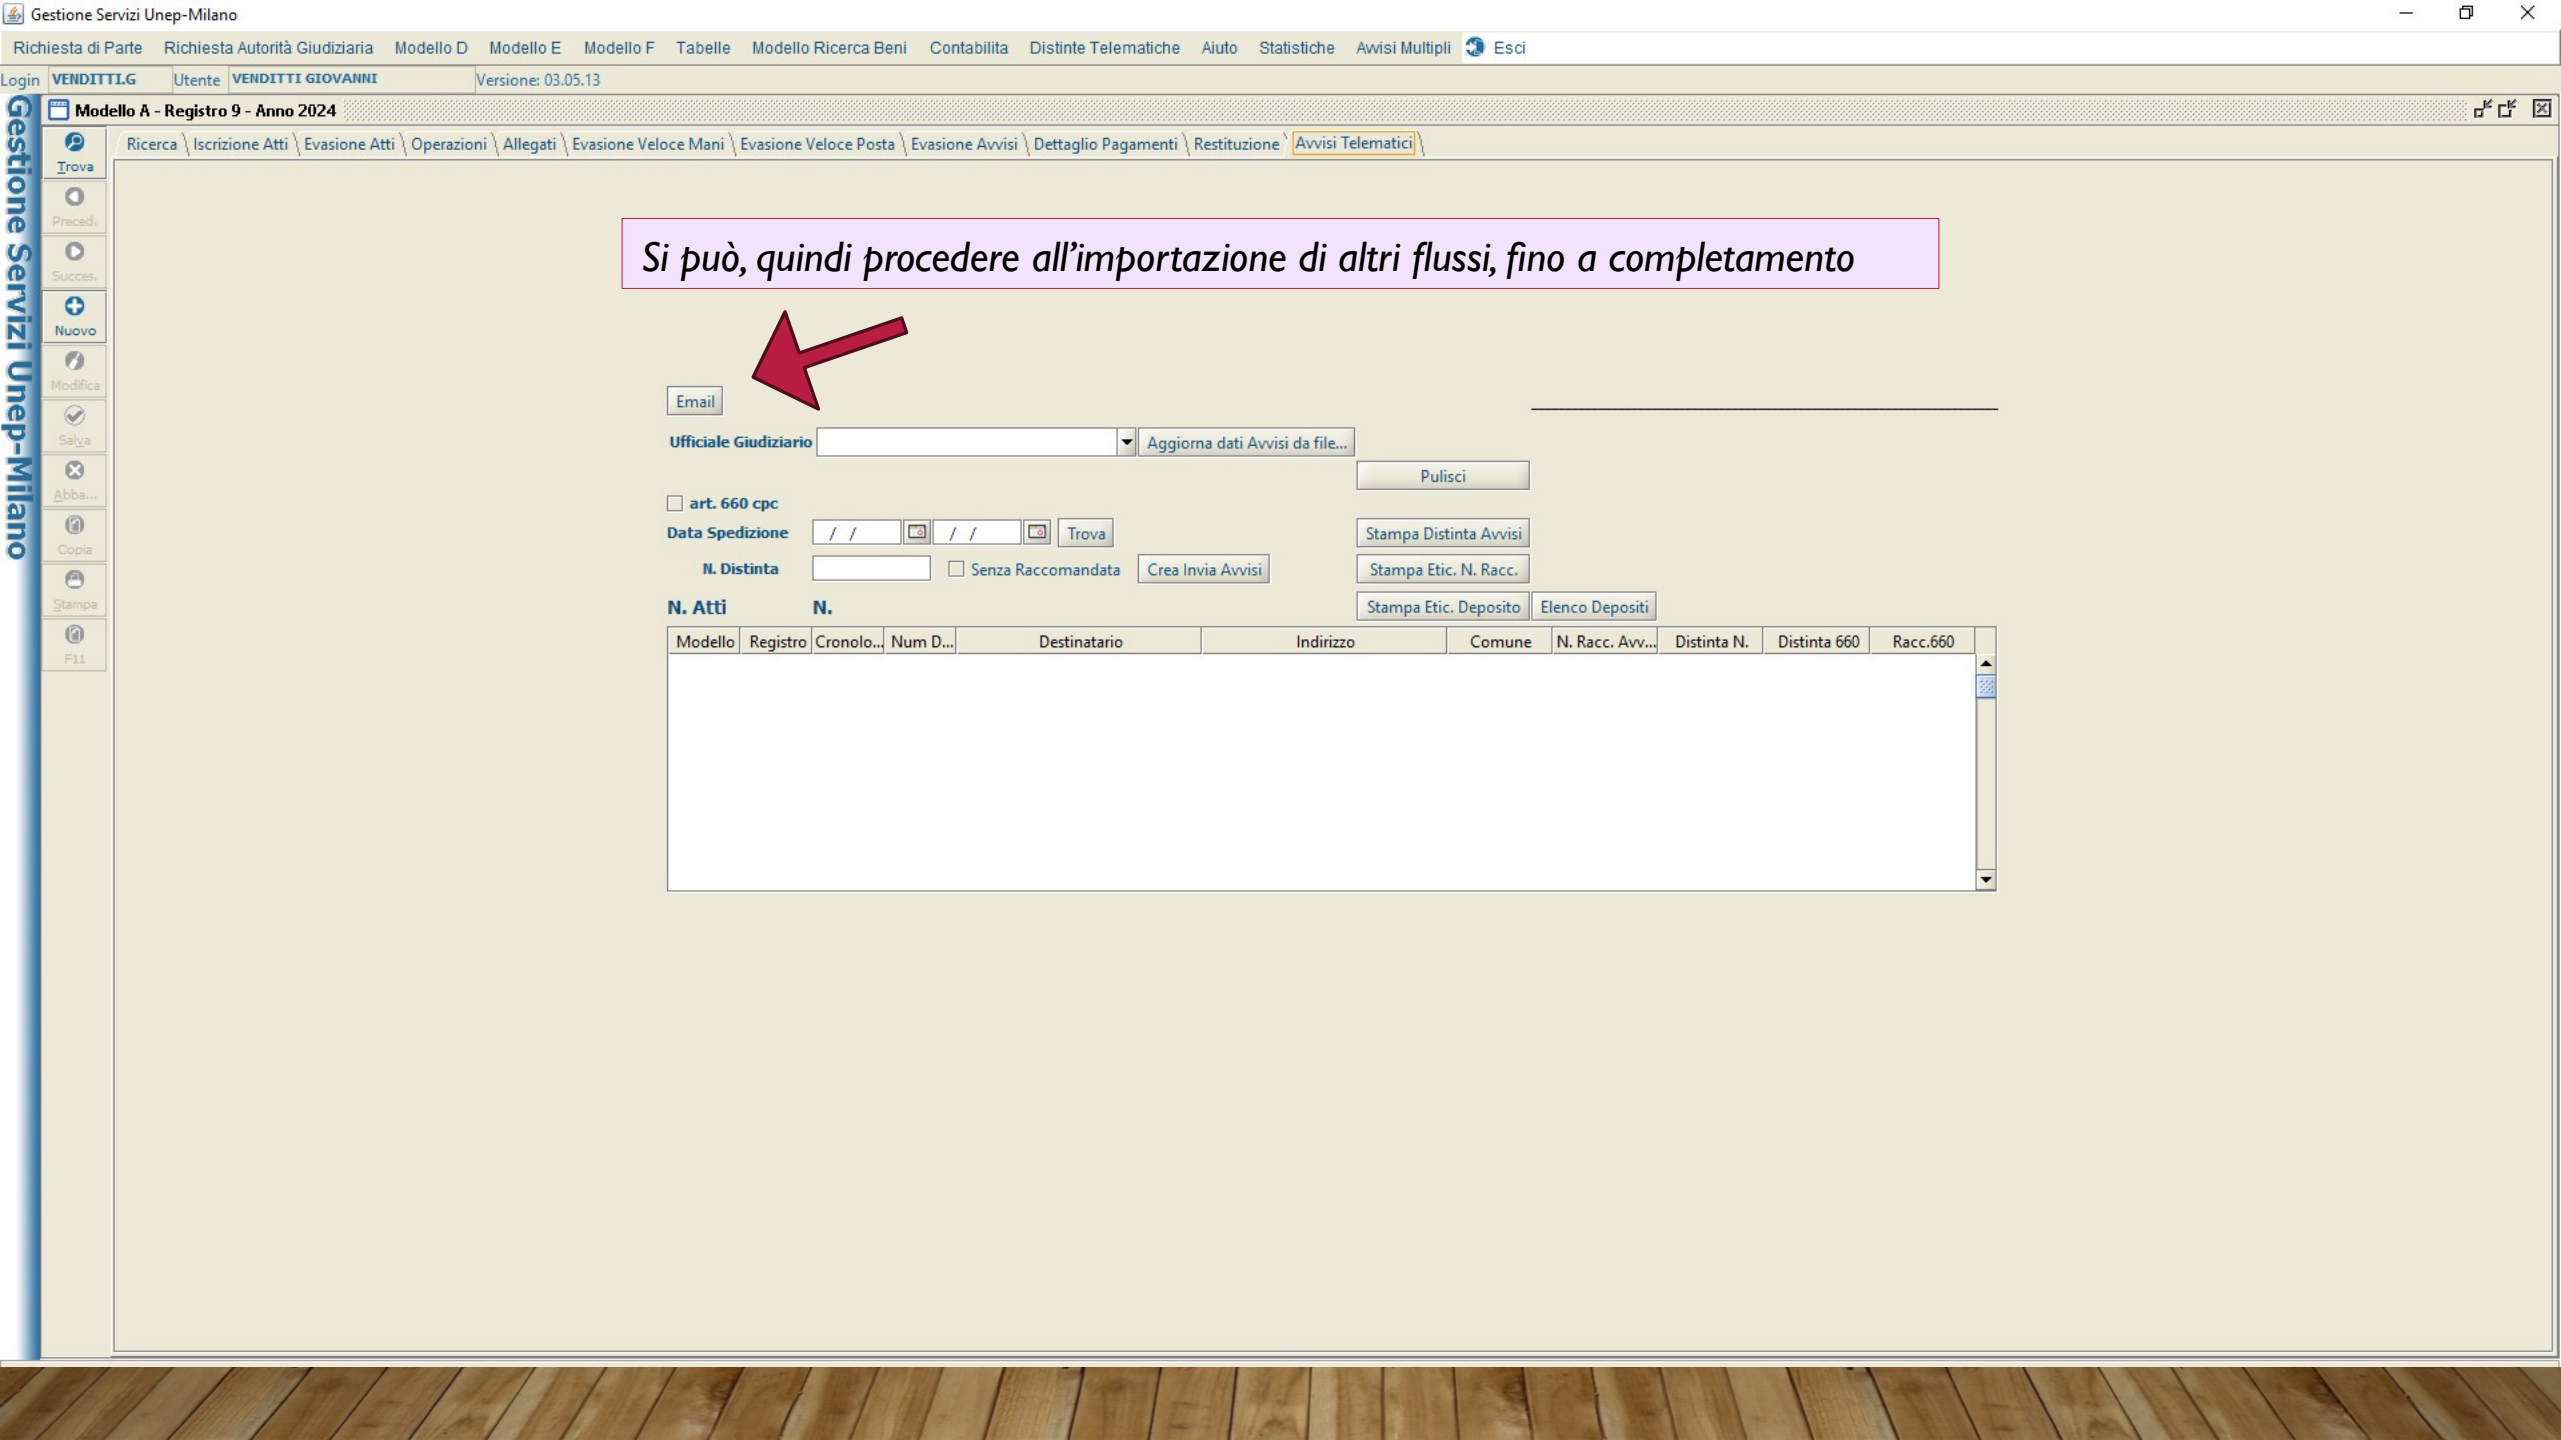 Gestione Servizi Unep-Milano
Richiesta di Parte Richiesta Autorità Giudiziaria Modello D Modello E Modello F Tabelle Modello Ricerca Beni Contabilita Distinte Telematiche Aiuto Statistiche Avvisi Multipli Esci
Login VENDITTI.G Utente VENDITTI GIOVANNI Versione: 03.05.13
Gestione Servizi Unep-Milano
Modello A - Registro 9 - Anno 2024
Ricerca Iscrizione Atti Evasione Atti Operazioni Allegati Evasione Veloce Mani Evasione Veloce Posta Evasione Avvisi Dettaglio Pagamenti Restituzione Avvisi Telematici
Trova
Preced.
Succes.
Nuovo
Modifica
Salva
Abba...
Copia
Stampa
F11
Si può, quindi procedere all'importazione di altri flussi, fino a completamento
Email
Ufficiale Giudiziario Aggiorna dati Avvisi da file...
Pulisci
art. 660 cpc
Data Spedizione / / / / Trova Stampa Distinta Avvisi
N. Distinta Senza Raccomandata Crea Invia Avvisi Stampa Etic. N. Racc.
N. Atti N. Stampa Etic. Deposito Elenco Depositi
Modello Registro Cronolo... Num D... Destinatario Indirizzo Comune N. Racc. Avv... Distinta N. Distinta 660 Racc.660